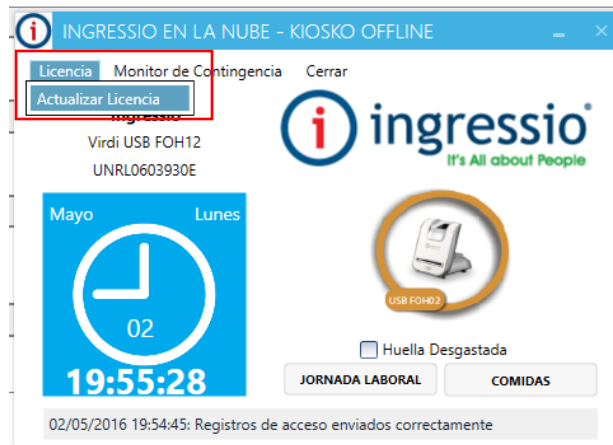 i INGRESSIO EN LA NUBE - KIOSKO OFFLINE
Licencia Monitor de Contingencia Cerrar
Actualizar Licencia
Ingressio
Virdi USB FOH12
UNRL0603930E
i ingressio
It's All about People
Mayo Lunes
02
19:55:28
USB FOH02
Huella Desgastada
JORNADA LABORAL COMIDAS
02/05/2016 19:54:45: Registros de acceso enviados correctamente